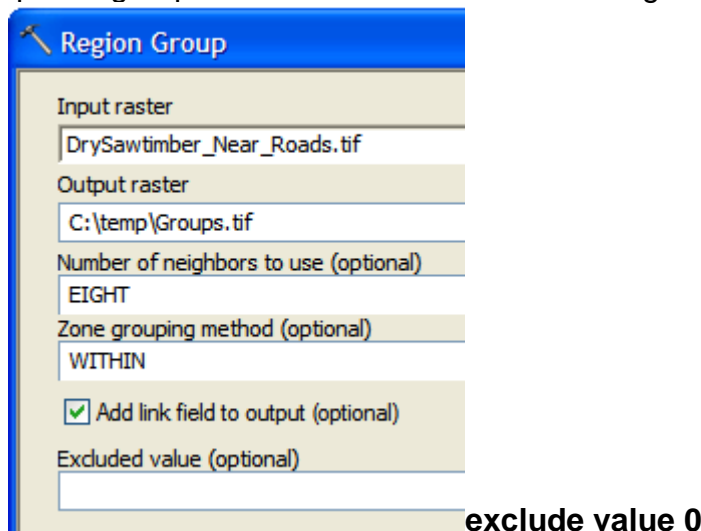 Region Group
Input raster
DrySawtimber_Near_Roads.tif
Output raster
C:\temp\Groups.tif
Number of neighbors to use (optional)
EIGHT
Zone grouping method (optional)
WITHIN
Add link field to output (optional)
Excluded value (optional)
exclude value 0